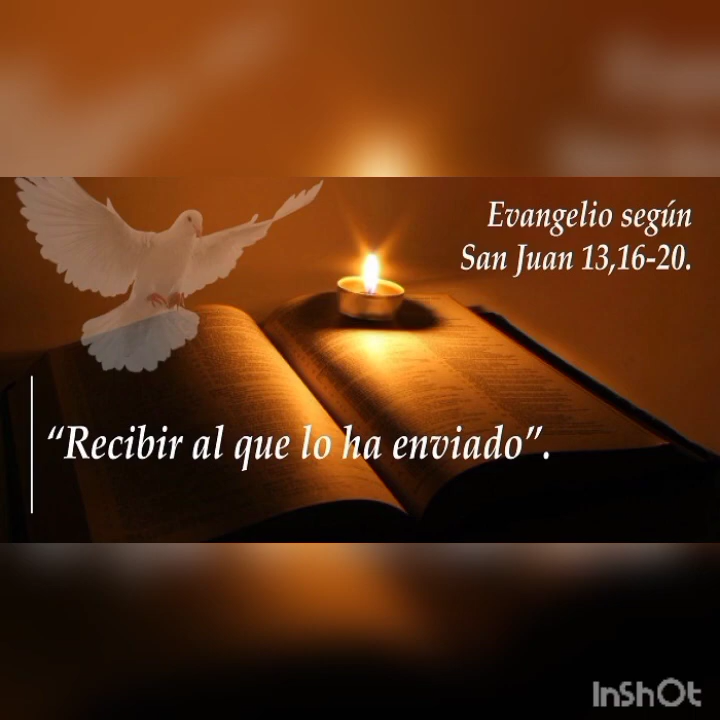 Evangelio según
San Juan 13,16-20.
“Recibir al que lo ha enviado”.
InShOt